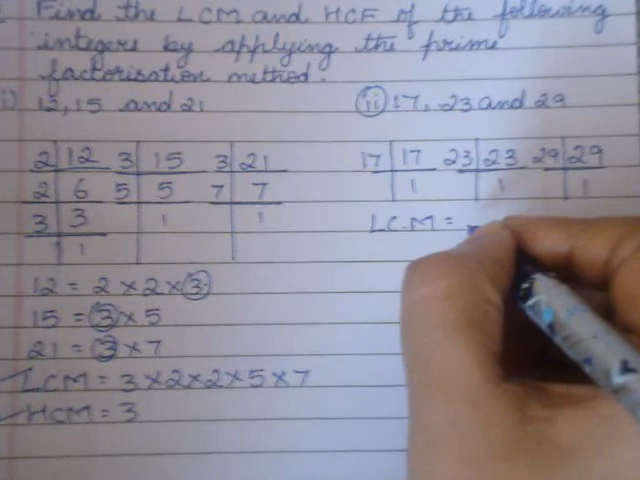 Find the LCM and HCF of the following
integers by applying the prime
factorisation method.
i) 12, 15 and 21
ii 17, 23 and 29
2 12 3 15 3 21
2 6 5 5 7 7
3 3 1 1
1
17 17 23 23 29 29
1 1 1
LC.M =
12 = 2 × 2 × 3
15 = 3 × 5
21 = 3 × 7
LCM = 3 × 2 × 2 × 5 × 7
HCM = 3